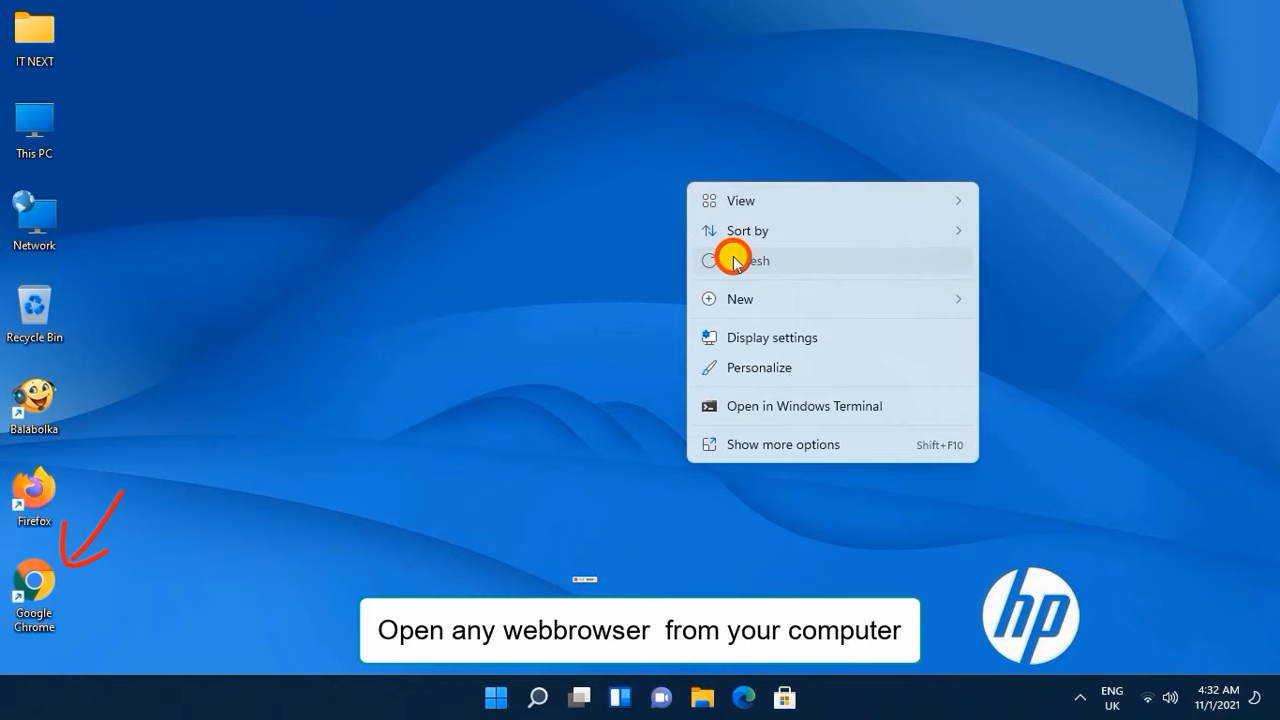 IT NEXT
This PC
Network
Recycle Bin
Balabolka
Firefox
Google
Chrome
View
Sort by
esh
New
Display settings
Personalize
Open in Windows Terminal
Show more options Shift+F10
Open any webbrowser from your computer
hp
ENG
UK
4:32 AM
11/1/2021